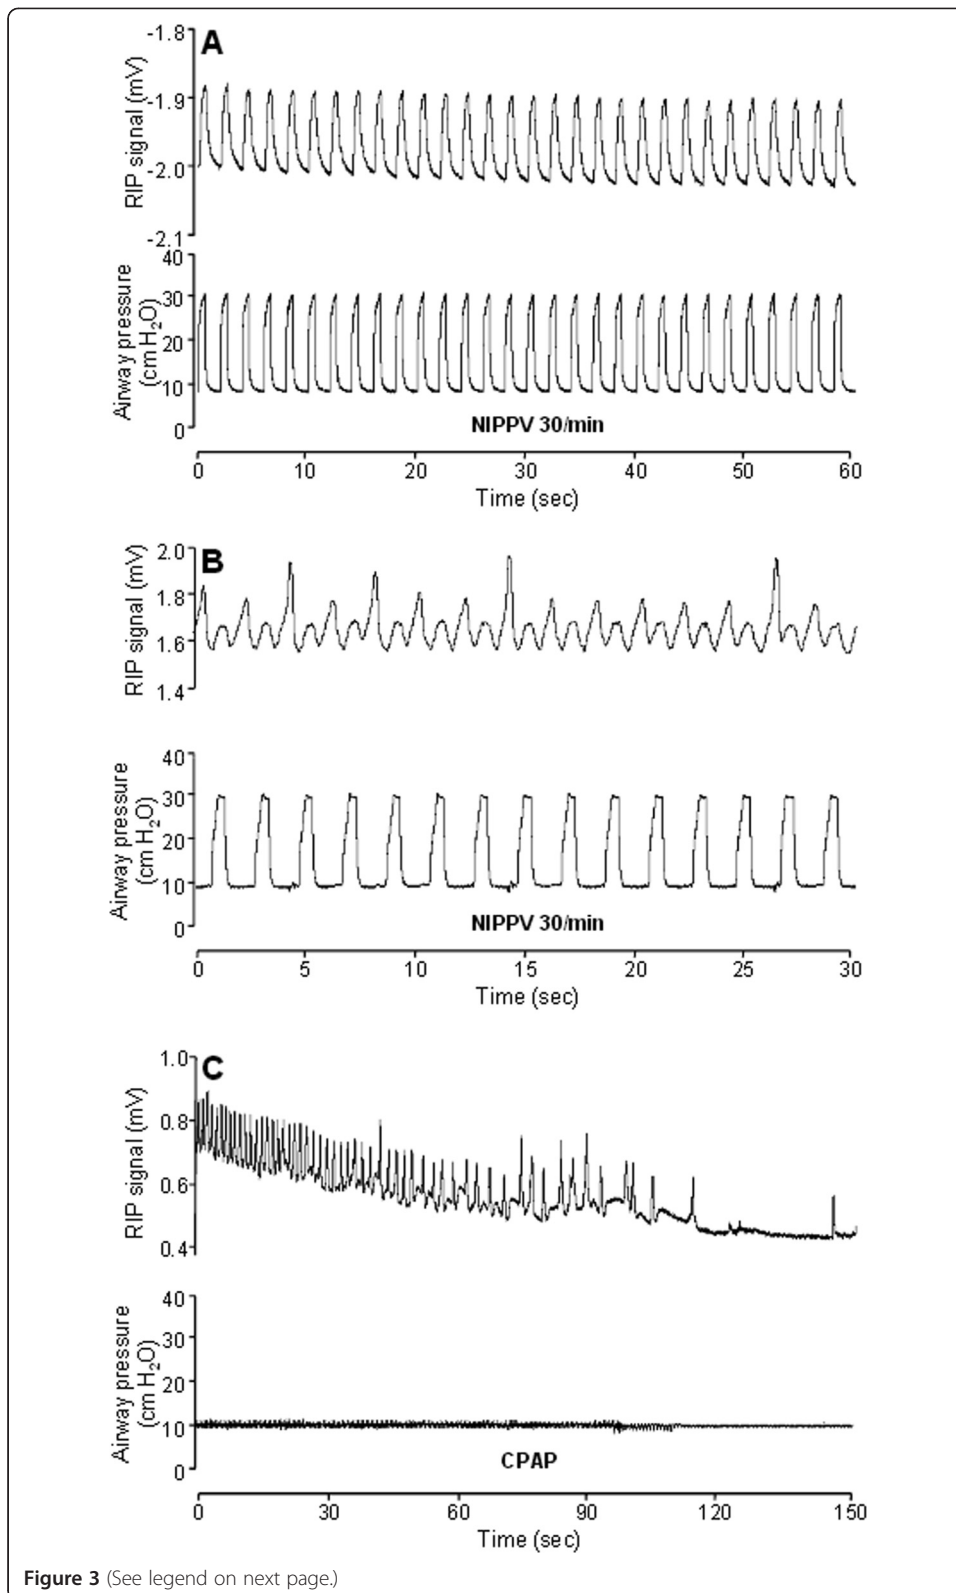 A
RIP signal (mV)
-1.8
-1.9
-2.0
-2.1
Airway pressure
(cm H₂O)
40
30
20
10
0
NIPPV 30/min
0 10 20 30 40 50 60
Time (sec)
B
RIP signal (mV)
2.0
1.8
1.6
1.4
Airway pressure
(cm H₂O)
40
30
20
10
0
NIPPV 30/min
0 5 10 15 20 25 30
Time (sec)
C
RIP signal (mV)
1.0
0.8
0.6
0.4
Airway pressure
(cm H₂O)
40
30
20
10
0
CPAP
0 30 60 90 120 150
Time (sec)
Figure 3 (See legend on next page.)